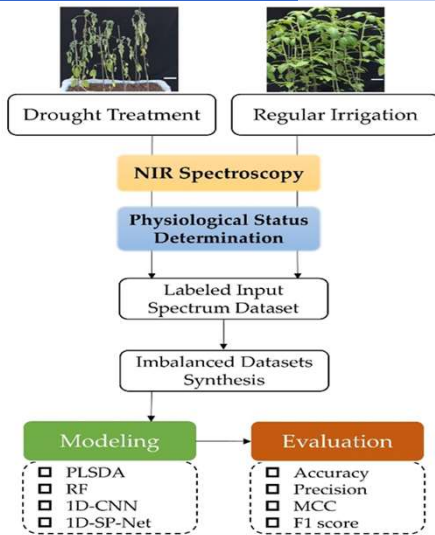 Drought Treatment
Regular Irrigation
NIR Spectroscopy
Physiological Status
Determination
Labeled Input
Spectrum Dataset
Imbalanced Datasets
Synthesis
Modeling
PLSDA
RF
1D-CNN
1D-SP-Net
Evaluation
Accuracy
Precision
MCC
F1 score